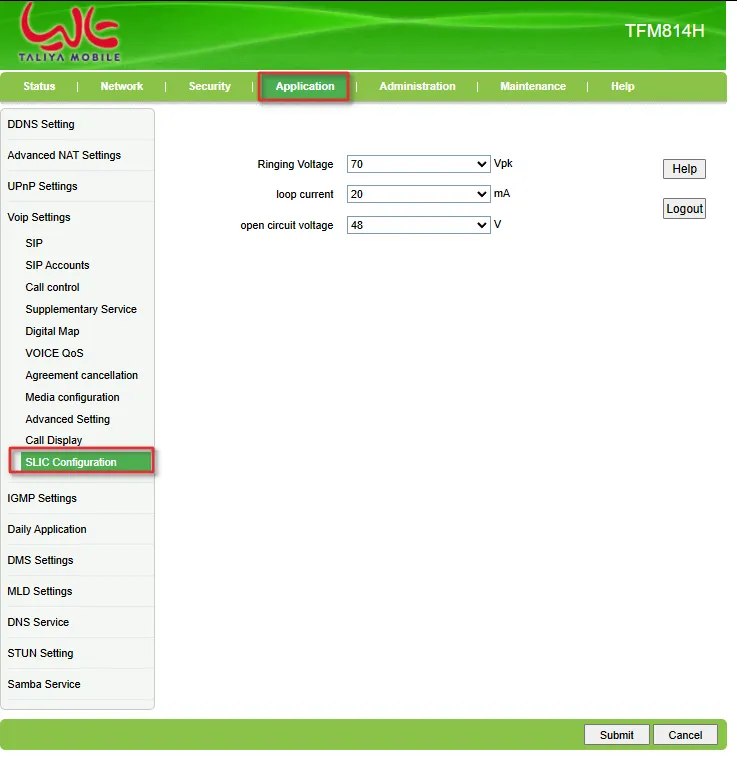 TALIYA MOBILE
TFM814H
Status | Network | Security | Application | Administration | Maintenance | Help
DDNS Setting
Advanced NAT Settings
UPnP Settings
Voip Settings
SIP
SIP Accounts
Call control
Supplementary Service
Digital Map
VOICE QoS
Agreement cancellation
Media configuration
Advanced Setting
Call Display
SLIC Configuration
IGMP Settings
Daily Application
DMS Settings
MLD Settings
DNS Service
STUN Setting
Samba Service
Ringing Voltage 70 Vpk
loop current 20 mA
open circuit voltage 48 V
Help
Logout
Submit Cancel